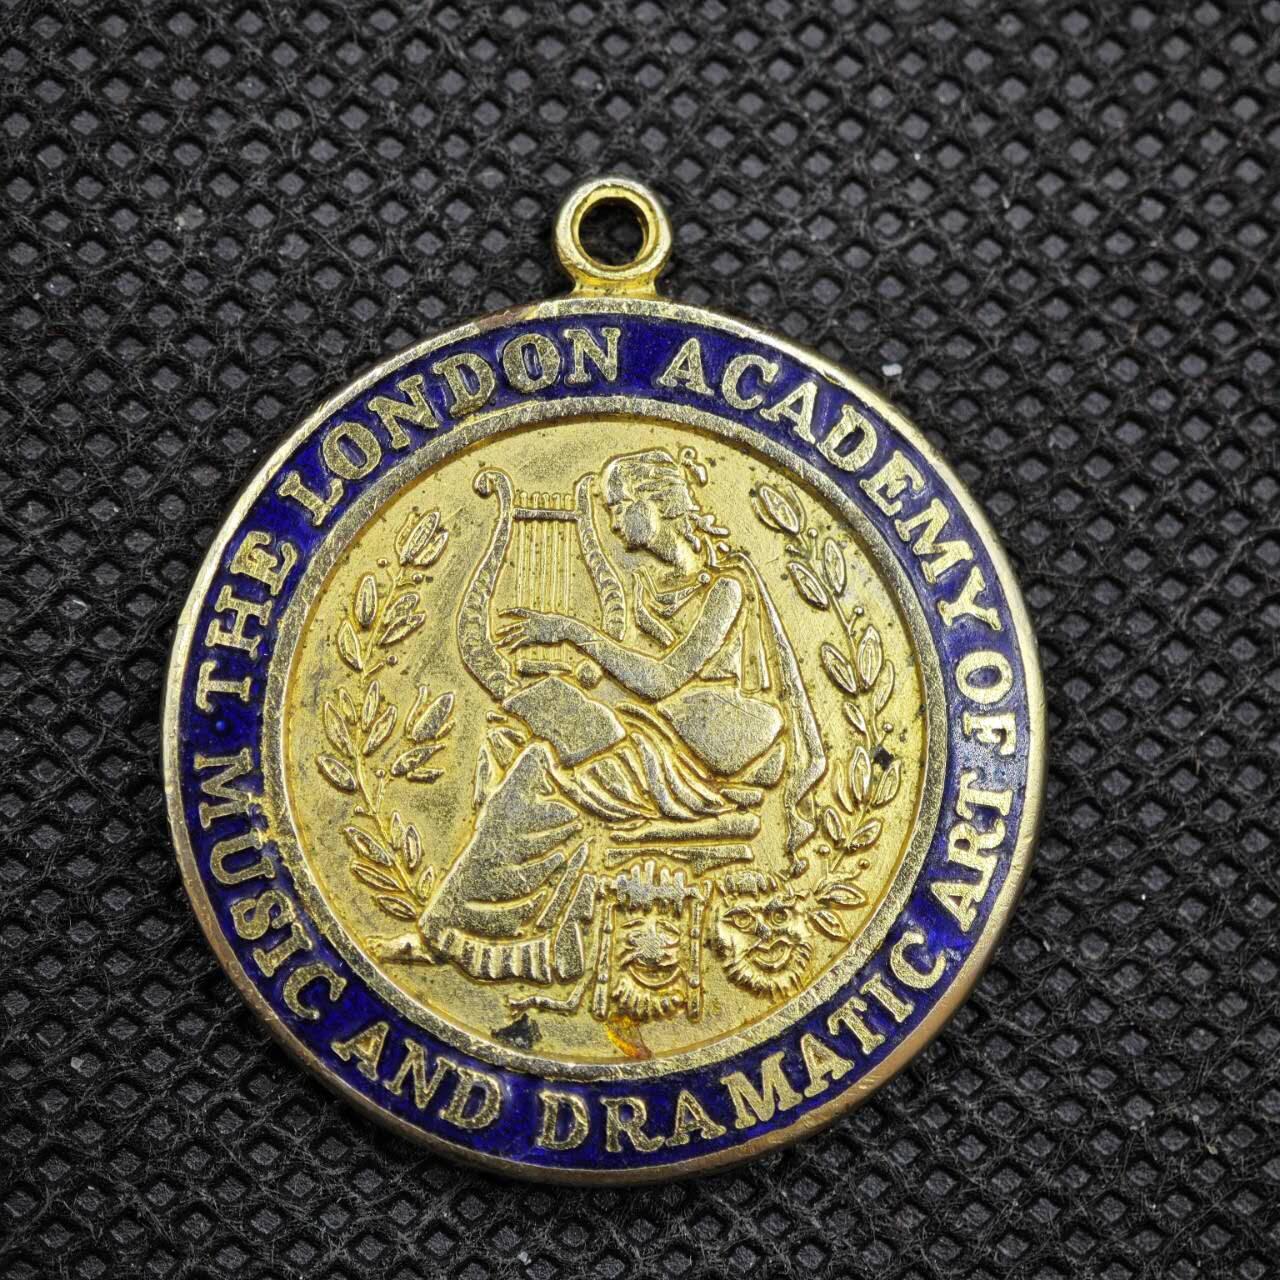 THE LONDON ACADEMY OF
MUSIC AND DRAMATIC ART